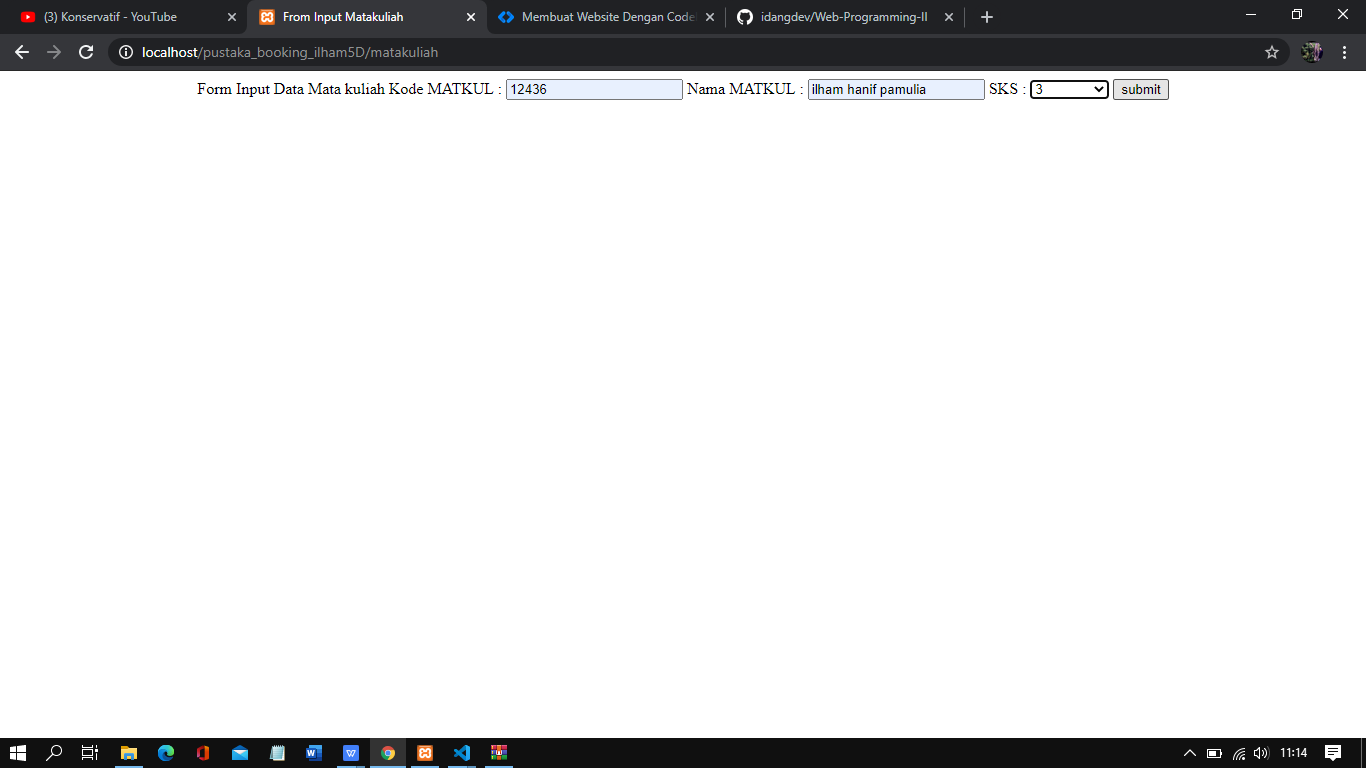 (3) Konservatif - YouTube From Input Matakuliah Membuat Website Dengan Code idangdev/Web-Programming-II
localhost/pustaka_booking_ilham5D/matakuliah
Form Input Data Mata kuliah Kode MATKUL : 12436 Nama MATKUL : ilham hanif pamulia SKS : 3 submit
11:14